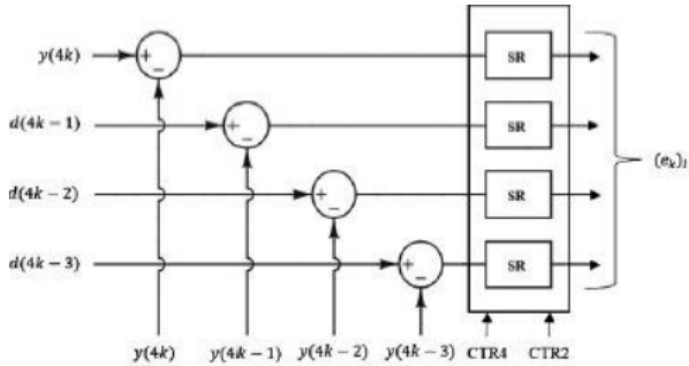 y(4k)
+
−
SR
d(4k − 1)
+
−
SR
(e_k)_l
d(4k − 2)
+
−
SR
d(4k − 3)
+
−
SR
y(4k)
y(4k − 1)
y(4k − 2)
y(4k − 3)
CTR4
CTR2